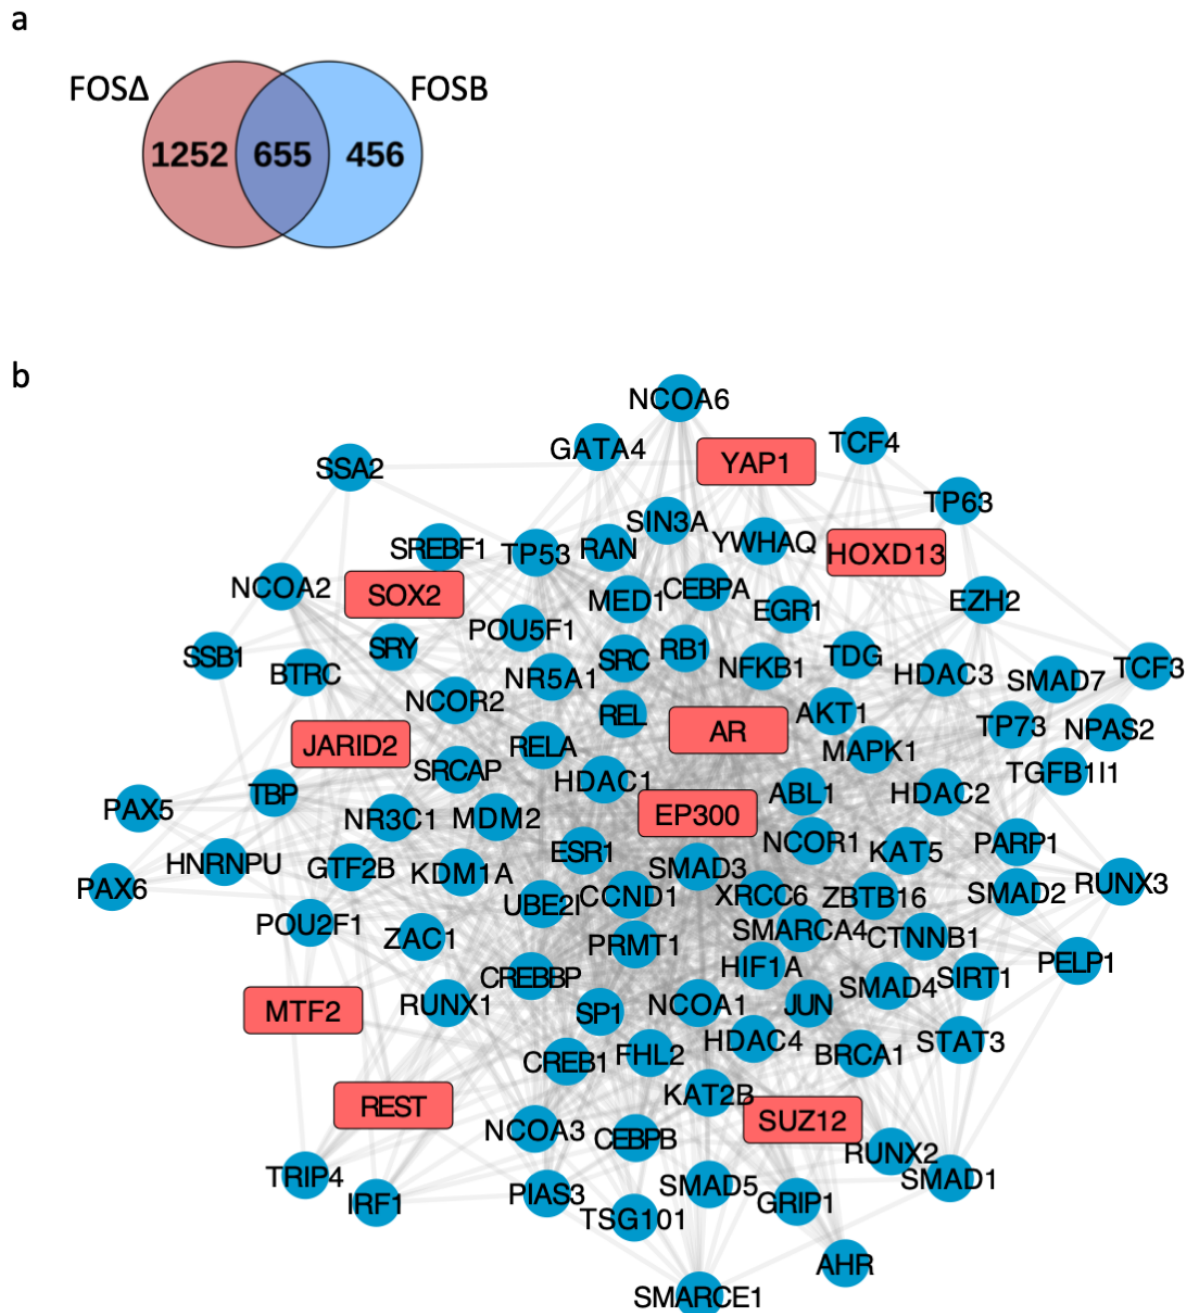 a
FOSΔ
FOSB
1252
655
456
b
NCOA6
TCF4
GATA4
YAP1
SSA2
TP63
SIN3A
YWHAQ
SREBF1
TP53
RAN
HOXD13
NCOA2
SOX2
MED1
CEBPA
EGR1
EZH2
POU5F1
SRY
SSB1
BTRC
NR5A1
SRC
RB1
NFKB1
TDG
HDAC3
SMAD7
TCF3
NCOR2
REL
AKT1
AR
TP73
NPAS2
JARID2
RELA
MAPK1
SRCAP
HDAC1
TGFB1I1
TBP
ABL1
HDAC2
PAX5
NR3C1
MDM2
EP300
NCOR1
KAT5
PARP1
HNRNPU
GTF2B
KDM1A
ESR1
SMAD3
PAX6
UBE2I
CCND1
XRCC6
ZBTB16
SMAD2
RUNX3
POU2F1
ZAC1
PRMT1
SMARCA4
CTNNB1
HIF1A
PELP1
CREBBP
SMAD4
SIRT1
MTF2
RUNX1
SP1
NCOA1
JUN
CREB1
FHL2
HDAC4
BRCA1
STAT3
REST
KAT2B
SUZ12
NCOA3
CEBPB
RUNX2
TRIP4
IRF1
PIAS3
SMAD5
GRIP1
SMAD1
TSG101
AHR
SMARCE1